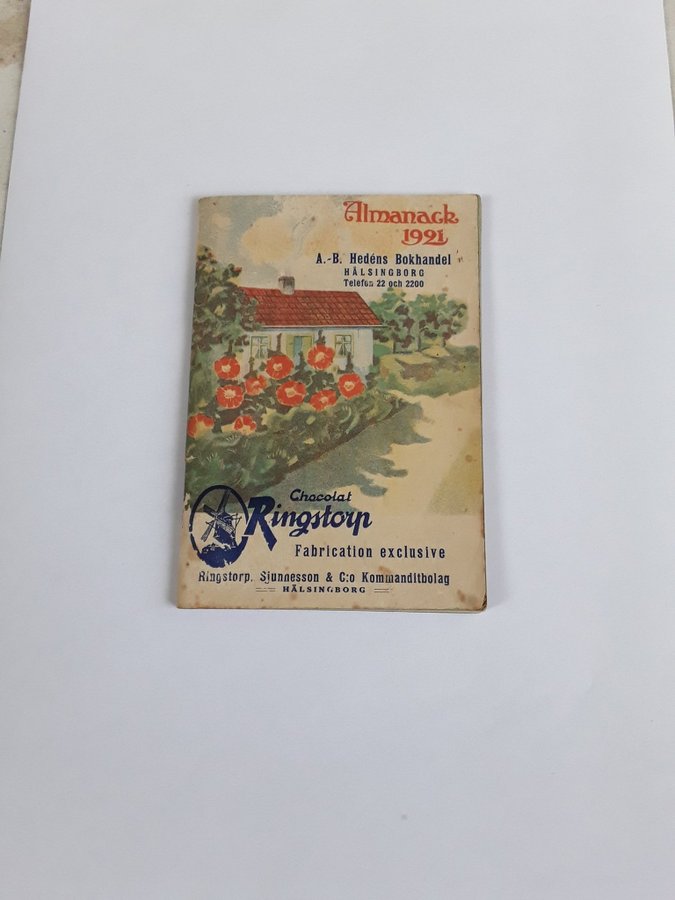 Almanack
1921
A.-B. Hedéns Bokhandel
HÄLSINGBORG
Telefon 22 och 2200
Chocolat
Ringstorp
Fabrication exclusive
Ringstorp. Sjunnesson & C:o Kommanditbolag
HÄLSINGBORG